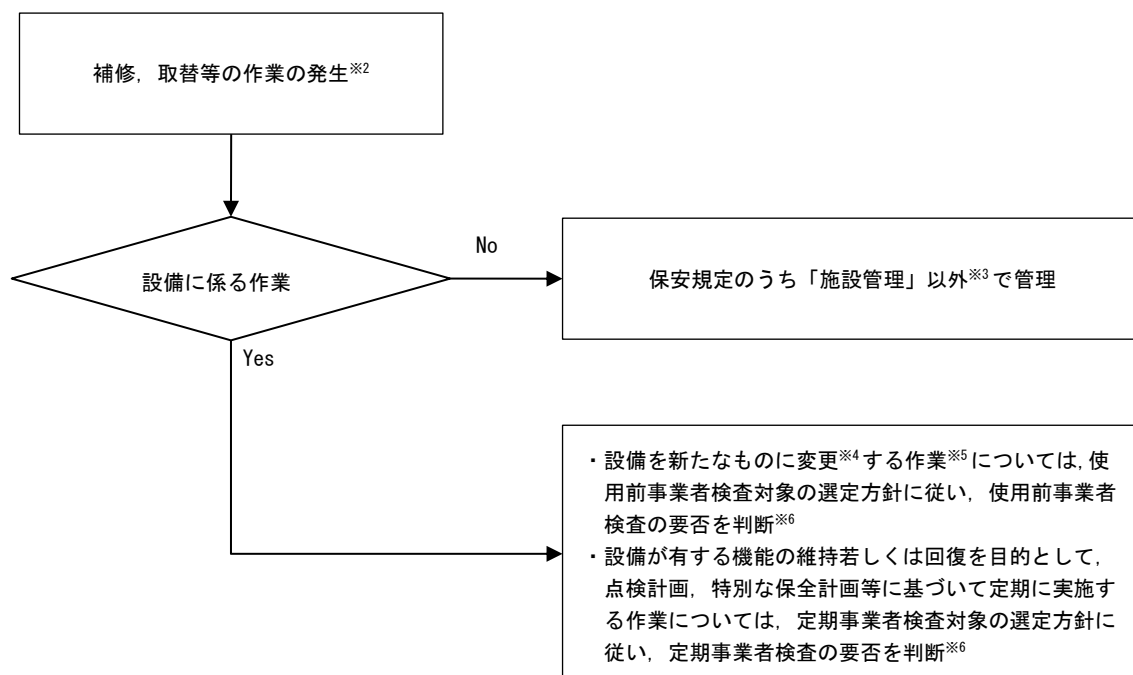 補修，取替等の作業の発生※2
設備に係る作業
No
保安規定のうち「施設管理」以外※3で管理
Yes
・設備を新たなものに変更※4する作業※5については，使
用前事業者検査対象の選定方針に従い，使用前事業者
検査の要否を判断※6
・設備が有する機能の維持若しくは回復を目的として，
点検計画，特別な保全計画等に基づいて定期に実施す
る作業については，定期事業者検査対象の選定方針に
従い，定期事業者検査の要否を判断※6